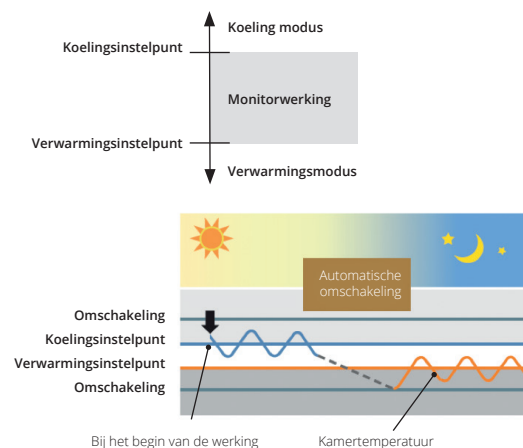 Koeling modus
Koelingsinstelpunt
Monitorwerking
Verwarmingsinstelpunt
Verwarmingsmodus
Automatische
omschakeling
Omschakeling
Koelingsinstelpunt
Verwarmingsinstelpunt
Omschakeling
Bij het begin van de werking
Kamertemperatuur